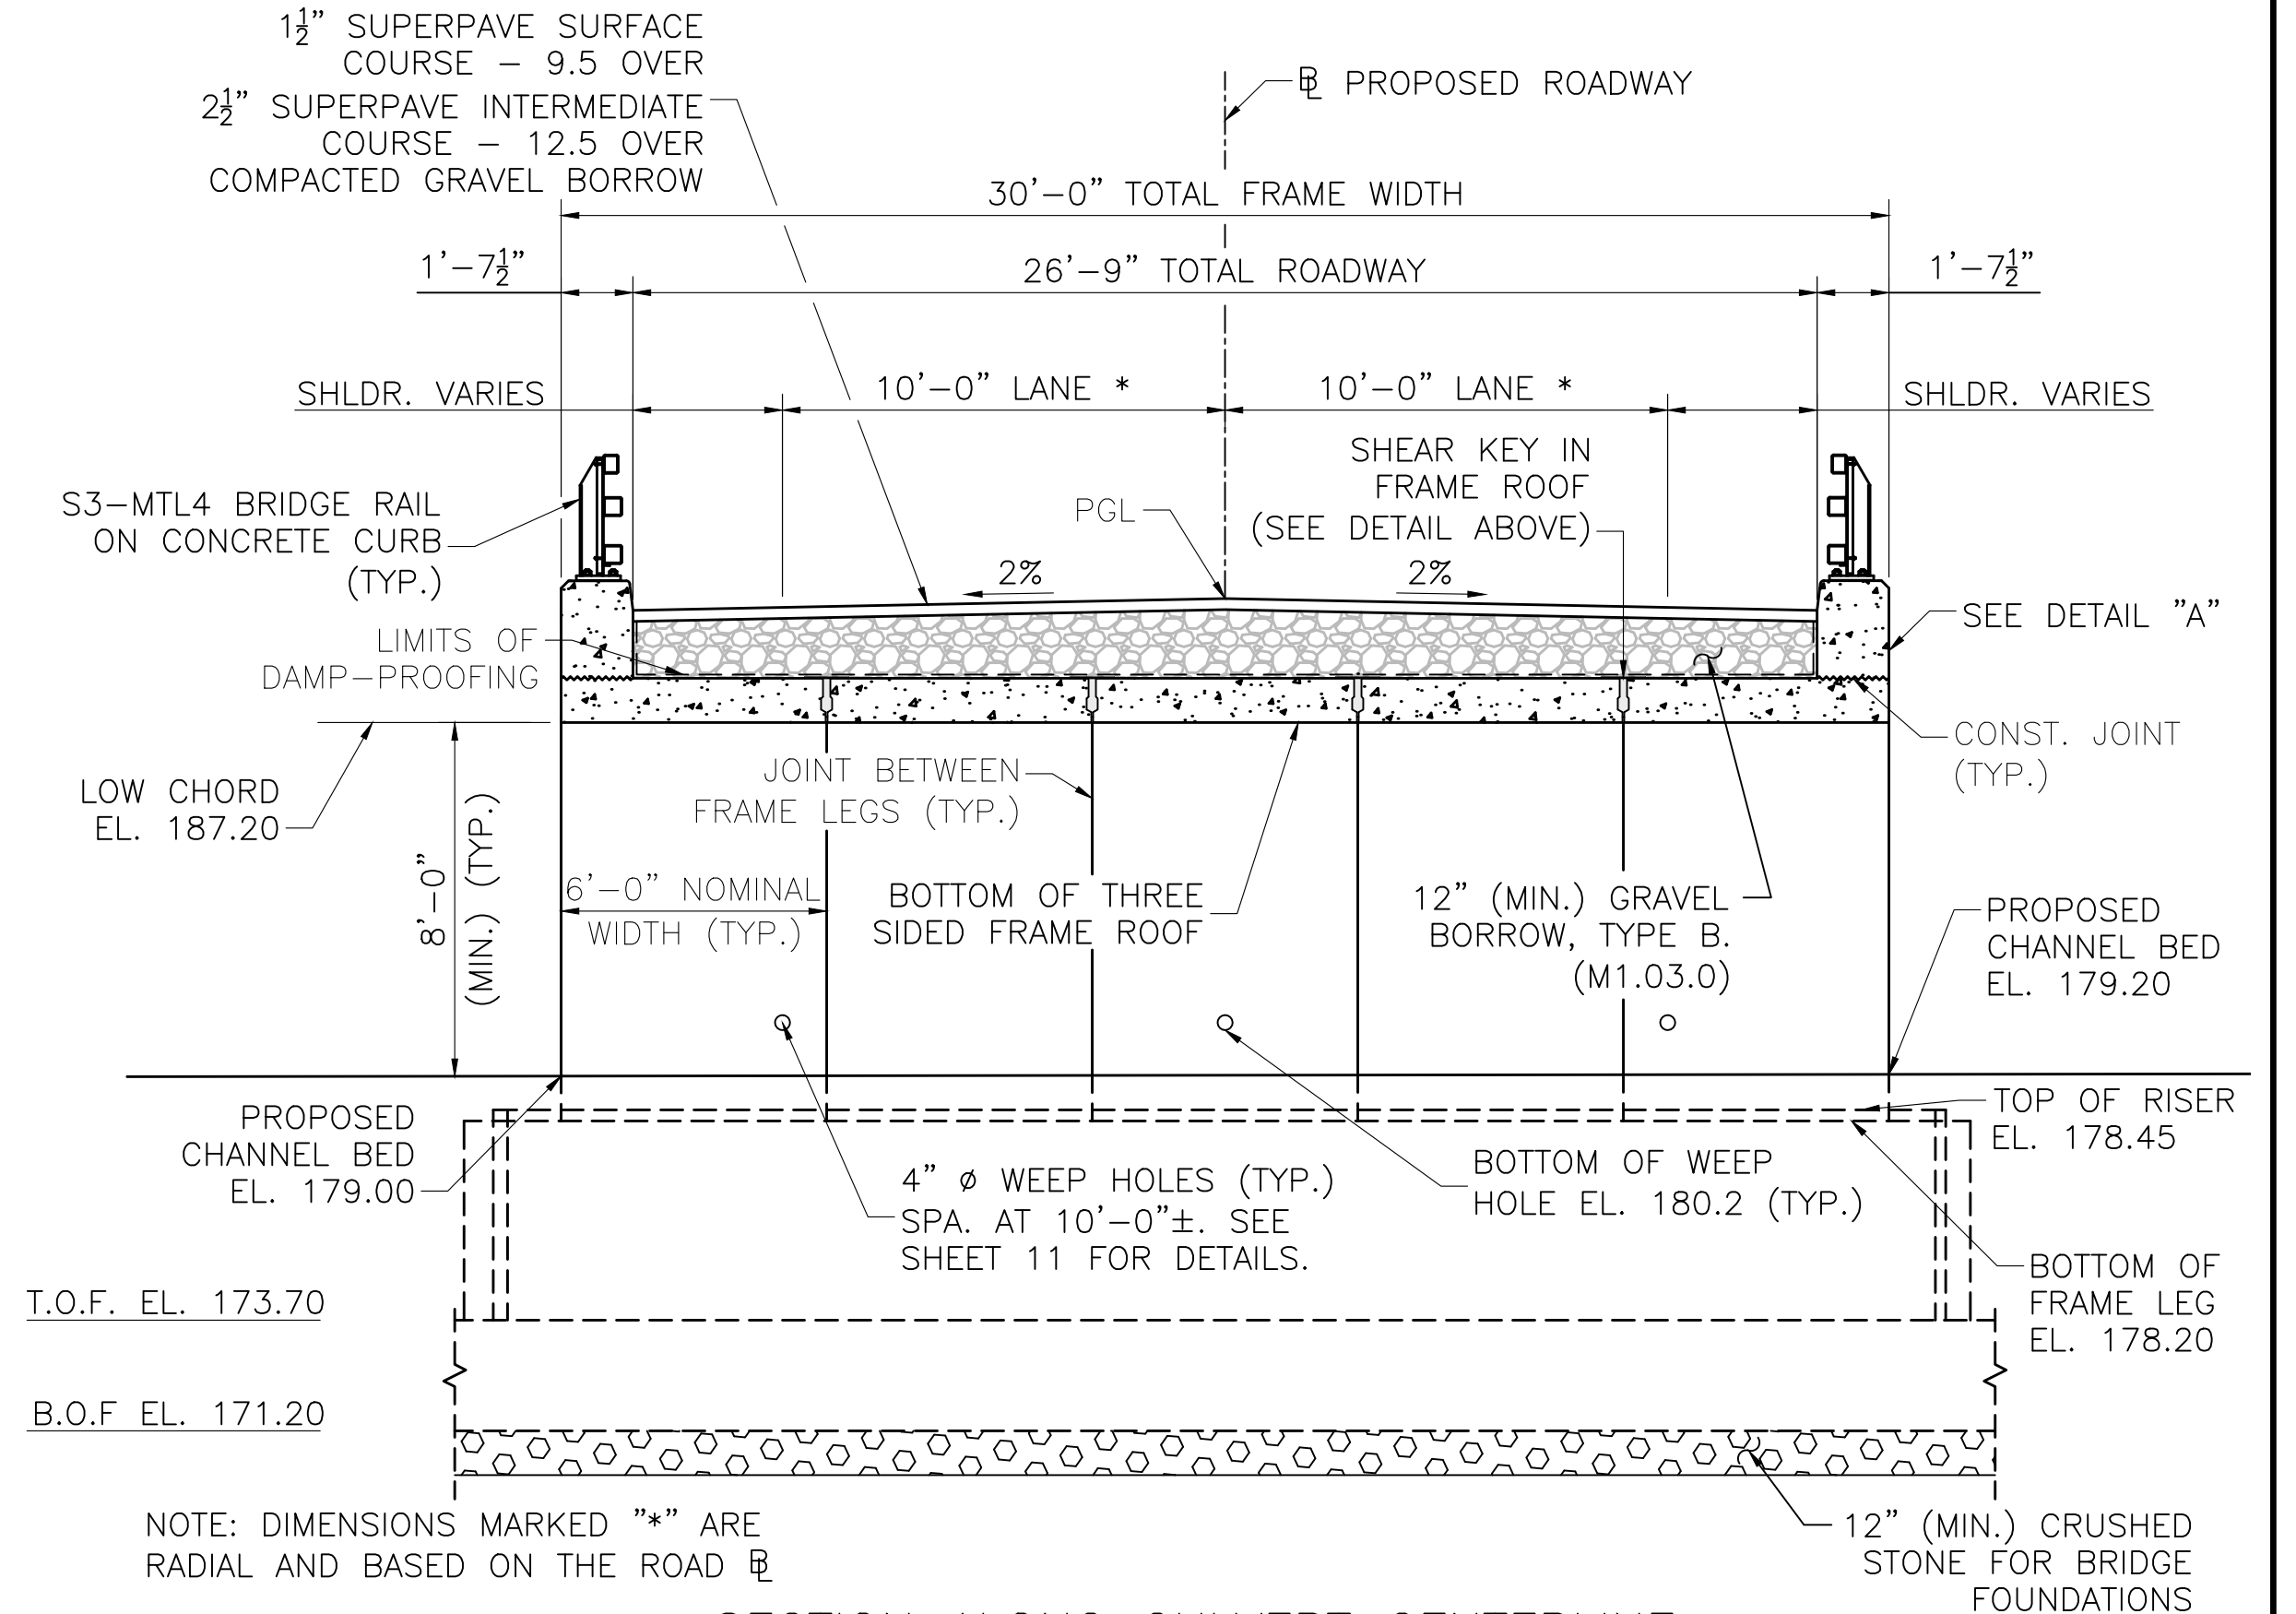 1½" SUPERPAVE SURFACE
COURSE – 9.5 OVER
2½" SUPERPAVE INTERMEDIATE
COURSE – 12.5 OVER
COMPACTED GRAVEL BORROW
℄ PROPOSED ROADWAY
30'–0" TOTAL FRAME WIDTH
1'–7½"
26'–9" TOTAL ROADWAY
1'–7½"
SHLDR. VARIES
10'–0" LANE *
10'–0" LANE *
SHLDR. VARIES
S3–MTL4 BRIDGE RAIL
ON CONCRETE CURB
(TYP.)
PGL
SHEAR KEY IN
FRAME ROOF
(SEE DETAIL ABOVE)
2%
2%
LIMITS OF
DAMP–PROOFING
SEE DETAIL "A"
CONST. JOINT
(TYP.)
LOW CHORD
EL. 187.20
8'–0"
(MIN.) (TYP.)
JOINT BETWEEN
FRAME LEGS (TYP.)
6'–0" NOMINAL
WIDTH (TYP.)
BOTTOM OF THREE
SIDED FRAME ROOF
12" (MIN.) GRAVEL
BORROW, TYPE B.
(M1.03.0)
PROPOSED
CHANNEL BED
EL. 179.20
PROPOSED
CHANNEL BED
EL. 179.00
4" ø WEEP HOLES (TYP.)
SPA. AT 10'–0"±. SEE
SHEET 11 FOR DETAILS.
BOTTOM OF WEEP
HOLE EL. 180.2 (TYP.)
TOP OF RISER
EL. 178.45
BOTTOM OF
FRAME LEG
EL. 178.20
T.O.F. EL. 173.70
B.O.F EL. 171.20
NOTE: DIMENSIONS MARKED "*" ARE
RADIAL AND BASED ON THE ROAD ℄
12" (MIN.) CRUSHED
STONE FOR BRIDGE
FOUNDATIONS